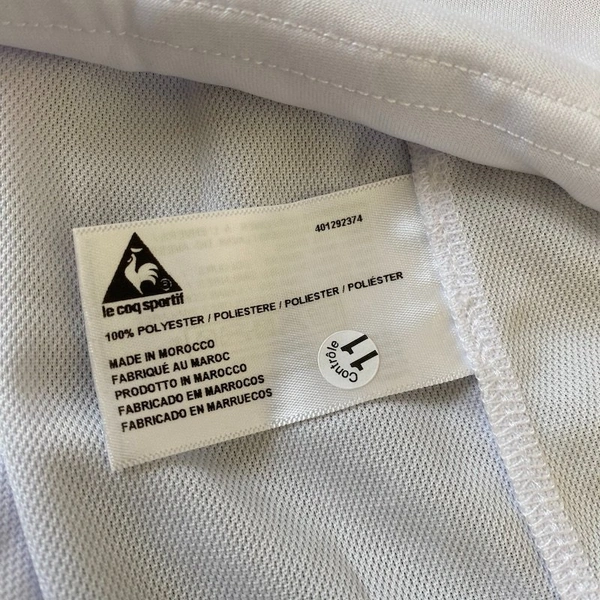 401292374
le coq sportif
®
100% POLYESTER / POLIESTERE / POLIESTER / POLIÉSTER
MADE IN MOROCCO
FABRIQUÉ AU MAROC
PRODOTTO IN MAROCCO
FABRICADO EM MARROCOS
FABRICADO EN MARRUECOS
Contrôle
11